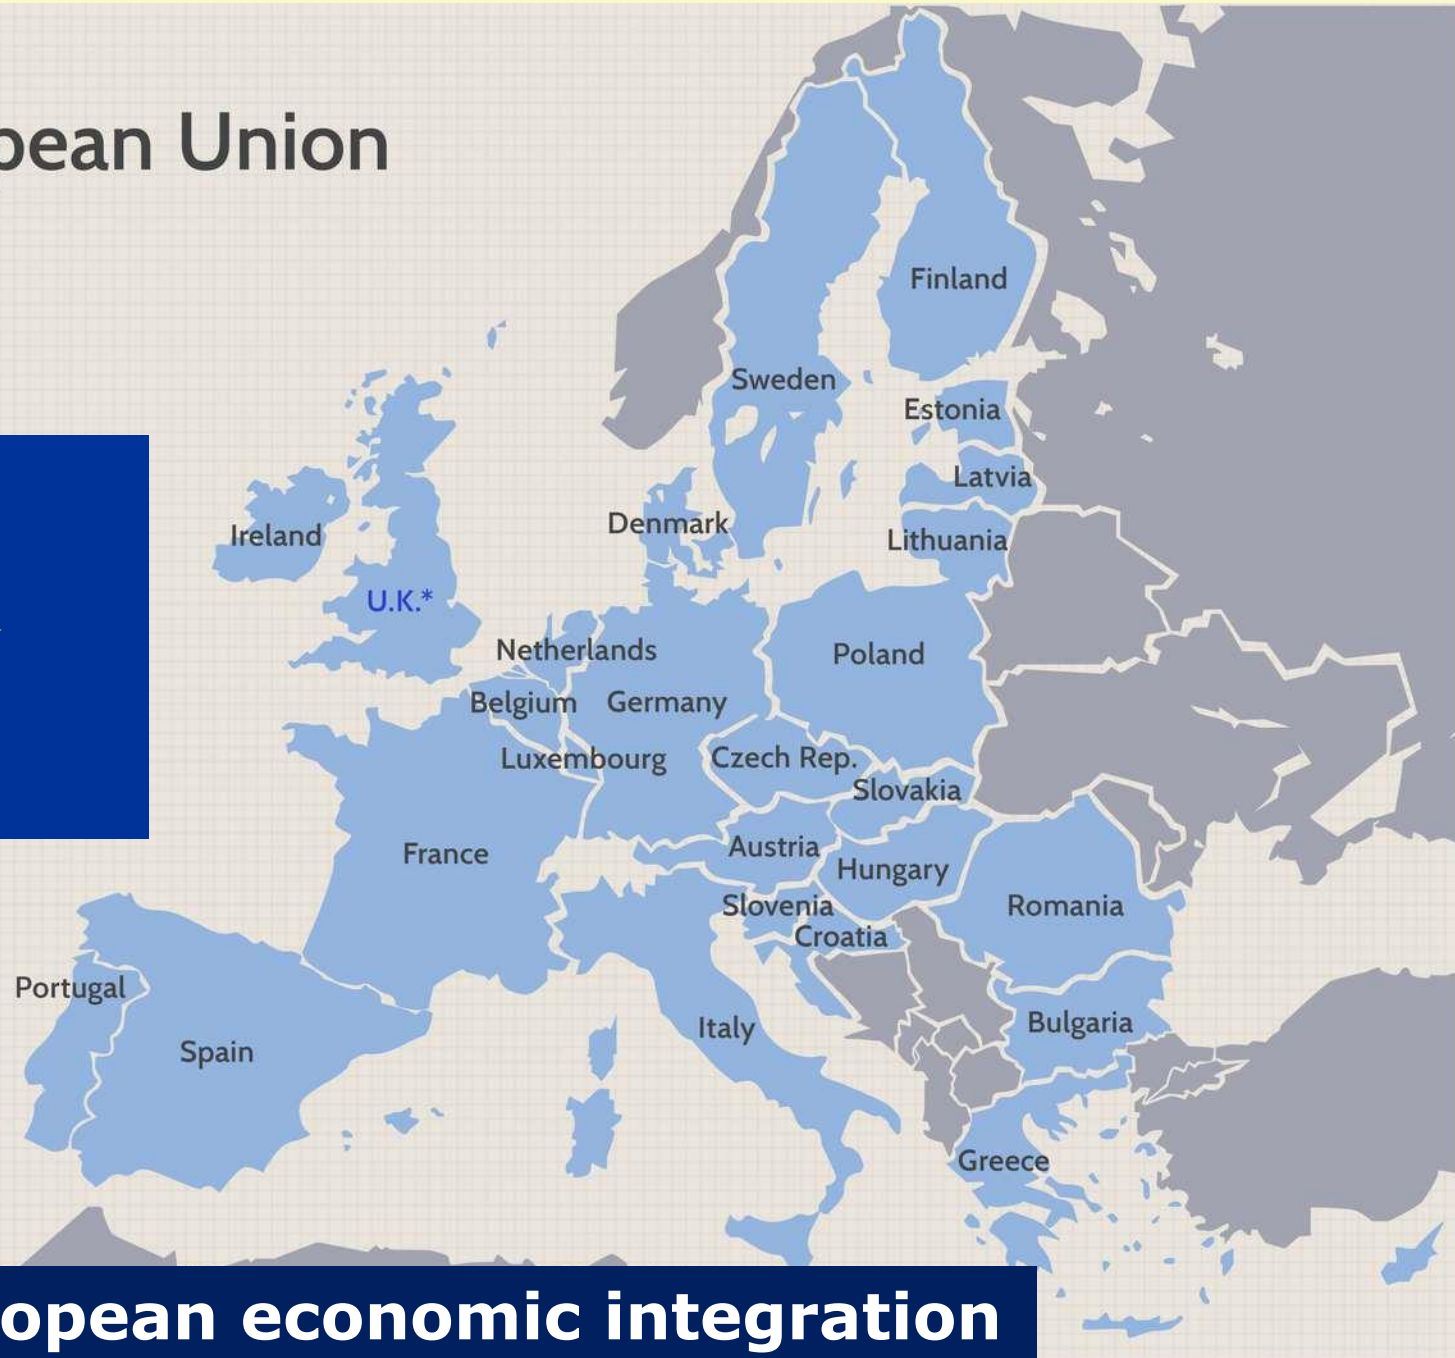 pean Union
Finland
Sweden
Estonia
Latvia
Denmark
Ireland
Lithuania
U.K.*
Netherlands
Poland
Belgium
Germany
Luxembourg
Czech Rep.
Slovakia
France
Austria
Hungary
Slovenia
Romania
Croatia
Portugal
Bulgaria
Italy
Spain
Greece
opean economic integration